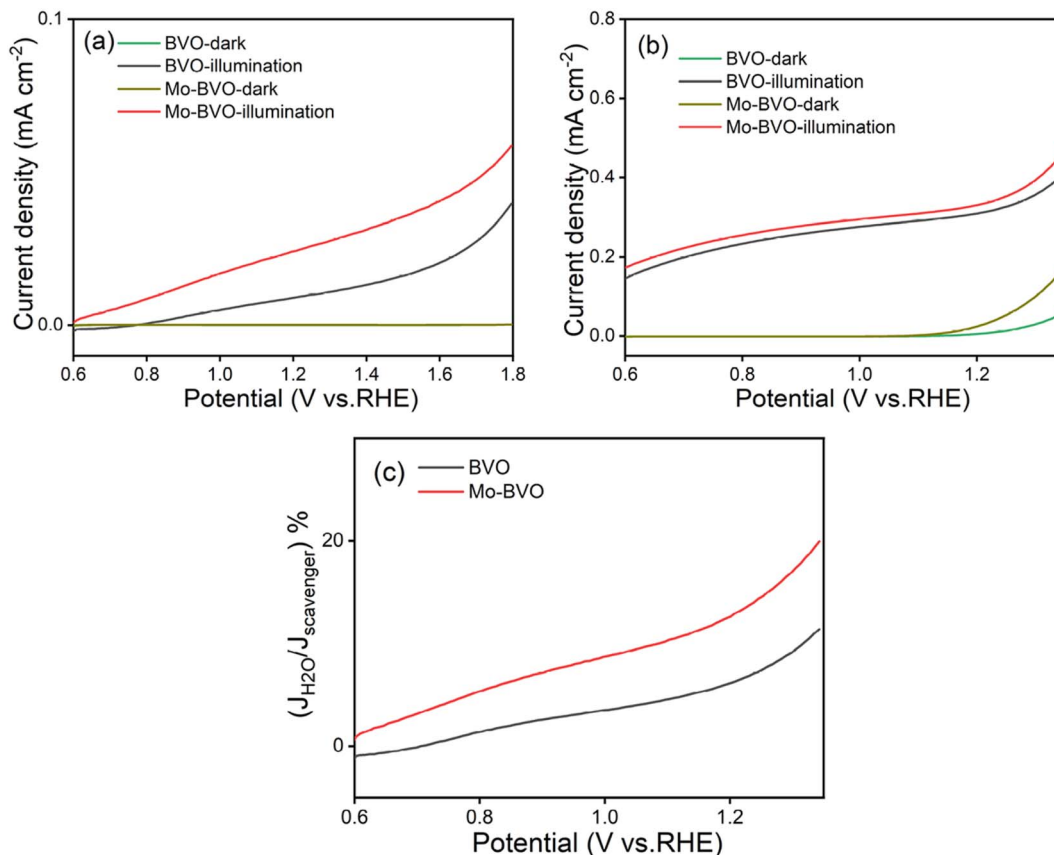 (a)
BVO-dark
BVO-illumination
Mo-BVO-dark
Mo-BVO-illumination
0.1
0.0
Current density (mA cm⁻²)
0.6 0.8 1.0 1.2 1.4 1.6 1.8
Potential (V vs.RHE)
(b)
BVO-dark
BVO-illumination
Mo-BVO-dark
Mo-BVO-illumination
0.8
0.6
0.4
0.2
0.0
Current density (mA cm⁻²)
0.6 0.8 1.0 1.2
Potential (V vs.RHE)
(c)
BVO
Mo-BVO
20
0
(J_H2O/J_scavenger) %
0.6 0.8 1.0 1.2
Potential (V vs.RHE)